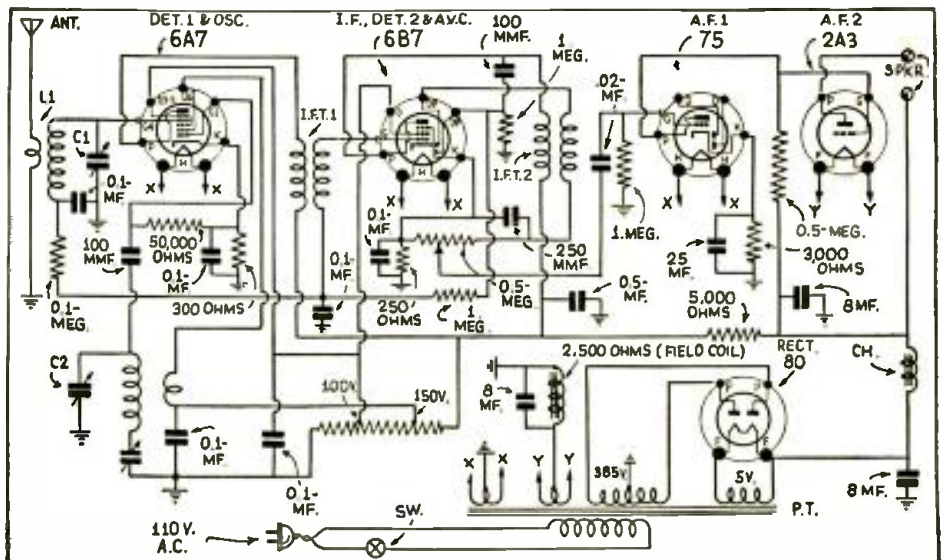 ANT.
DET. 1 & OSC.
6A7
I.F., DET. 2 & A.V.C.
6B7
100
MMF.
1
MEG.
A.F.1
75
A.F.2
2A3
SPKR.
L1
C1
I.F.T.1
.02-
MF.
I.F.T.2
0.1-
MF.
X
X
X
X
X
X
Y
Y
0.5-MEG.
100
MMF.
50,000
OHMS
0.1-
MF.
0.1-
MF.
0.1-
MF.
250
MMF.
1.MEG.
25
MF.
3,000
OHMS
0.1-
MEG.
300 OHMS
250
OHMS
0.5-
MEG
1
MEG.
0.5-
MF.
5,000
OHMS
8 MF.
C2
2,500 OHMS (FIELD COIL)
RECT.
80
CH.
100V.
150V.
8
MF.
0.1-
MF.
0.1-
MF.
X
X
Y
Y
385V.
5V.
8 MF.
P.T.
110 V.
A.C.
SW.